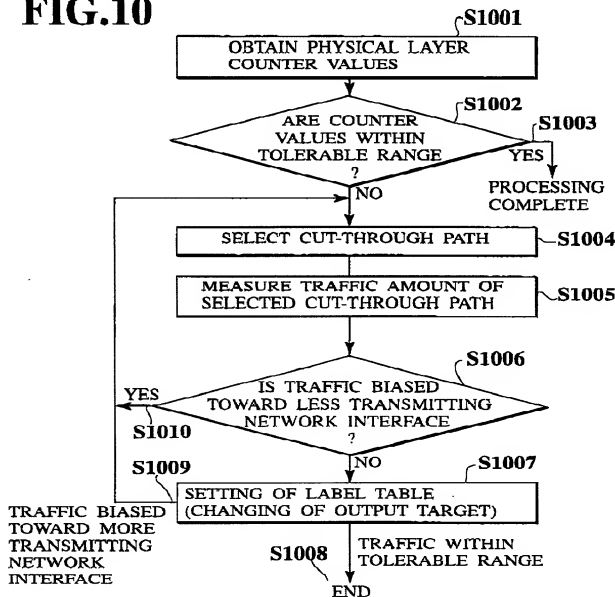 FIG.10
S1001
OBTAIN PHYSICAL LAYER
COUNTER VALUES
S1002
ARE COUNTER
VALUES WITHIN
TOLERABLE RANGE
?
S1003
YES
PROCESSING
COMPLETE
NO
SELECT CUT-THROUGH PATH
S1004
MEASURE TRAFFIC AMOUNT OF
SELECTED CUT-THROUGH PATH
S1005
S1006
IS TRAFFIC BIASED
TOWARD LESS TRANSMITTING
NETWORK INTERFACE
?
YES
S1010
NO
S1009
S1007
SETTING OF LABEL TABLE
(CHANGING OF OUTPUT TARGET)
TRAFFIC BIASED
TOWARD MORE
TRANSMITTING
NETWORK
INTERFACE
TRAFFIC WITHIN
TOLERABLE RANGE
S1008
END